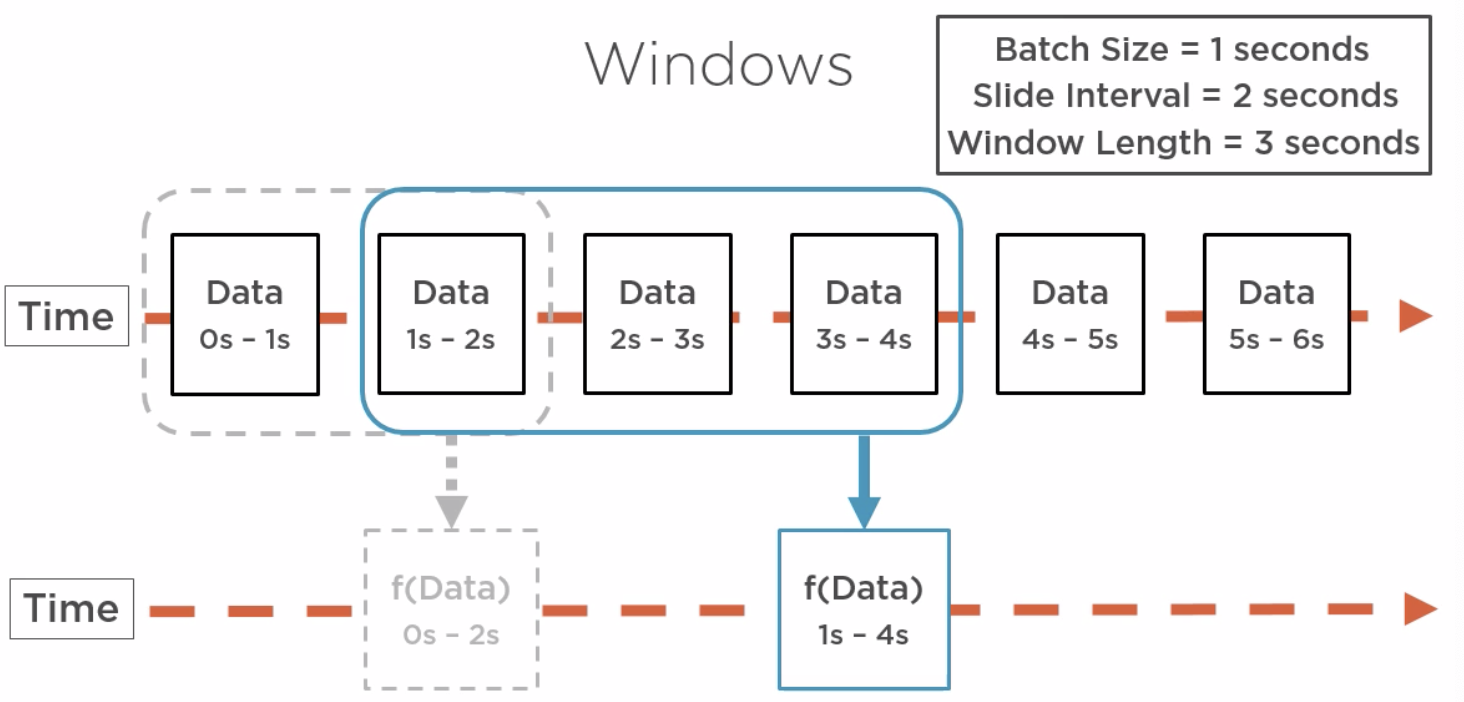 Windows
Batch Size = 1 seconds
Slide Interval = 2 seconds
Window Length = 3 seconds
Time
Data
0s – 1s
Data
1s – 2s
Data
2s – 3s
Data
3s – 4s
Data
4s – 5s
Data
5s – 6s
Time
f(Data)
0s – 2s
f(Data)
1s – 4s